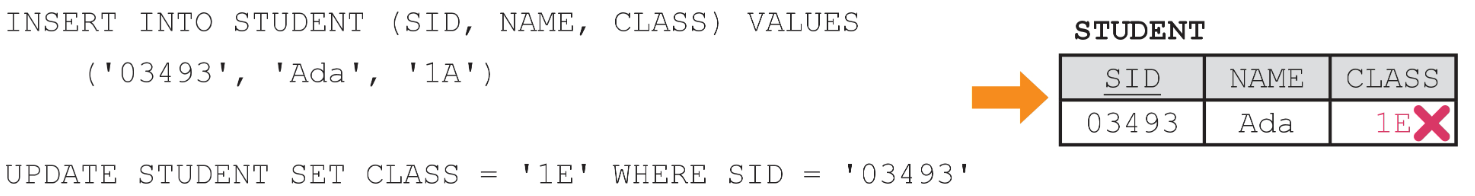 INSERT INTO STUDENT (SID, NAME, CLASS) VALUES
('03493', 'Ada', '1A')
UPDATE STUDENT SET CLASS = '1E' WHERE SID = '03493'
STUDENT
SID NAME CLASS
03493 Ada 1E